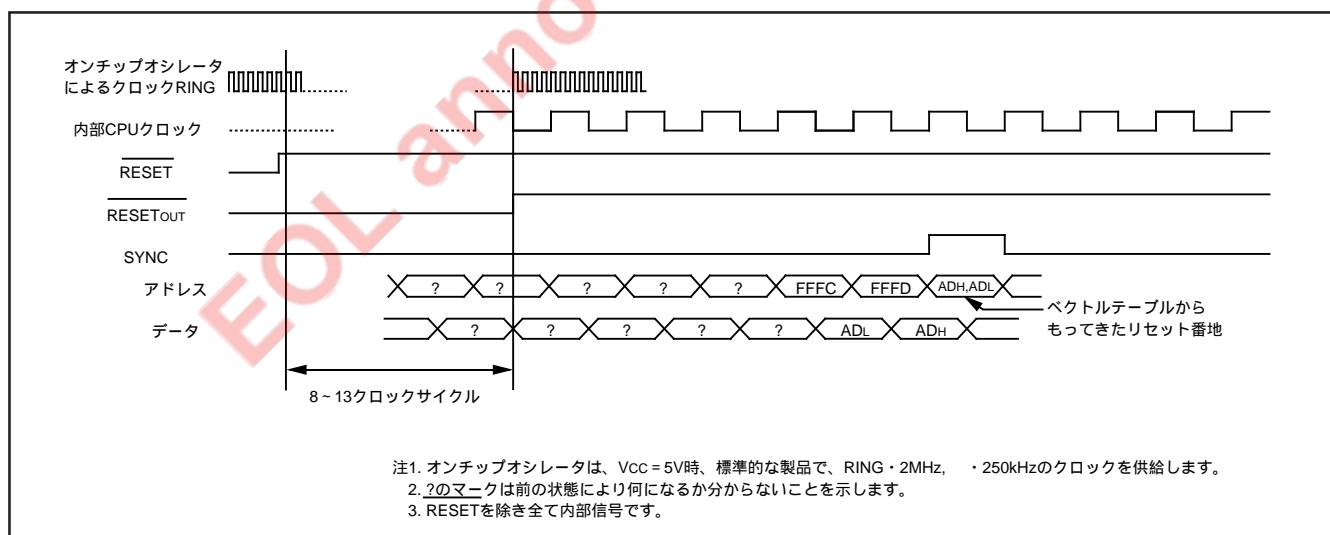 オンチップオシレータ
によるクロックRING
内部CPUクロック
RESET
RESETOUT
SYNC
アドレス
? ? ? ? ? FFFC FFFD ADH,ADL
データ
? ? ? ? ? ADL ADH
ベクトルテーブルから
もってきたリセット番地
8~13クロックサイクル
注1. オンチップオシレータは、VCC = 5V時、標準的な製品で、RING・2MHz, ・250kHzのクロックを供給します。
2. ?のマークは前の状態により何になるか分からないことを示します。
3. RESETを除き全て内部信号です。
EOL anno